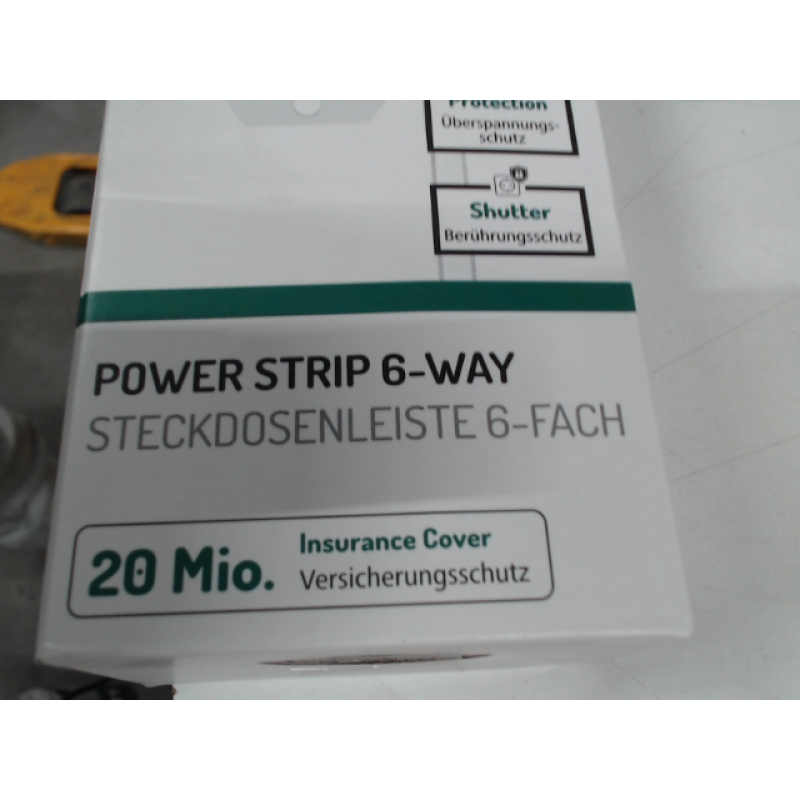 Protection
Überspannungs-
schutz
Shutter
Berührungsschutz
POWER STRIP 6-WAY
STECKDOSENLEISTE 6-FACH
20 Mio.
Insurance Cover
Versicherungsschutz